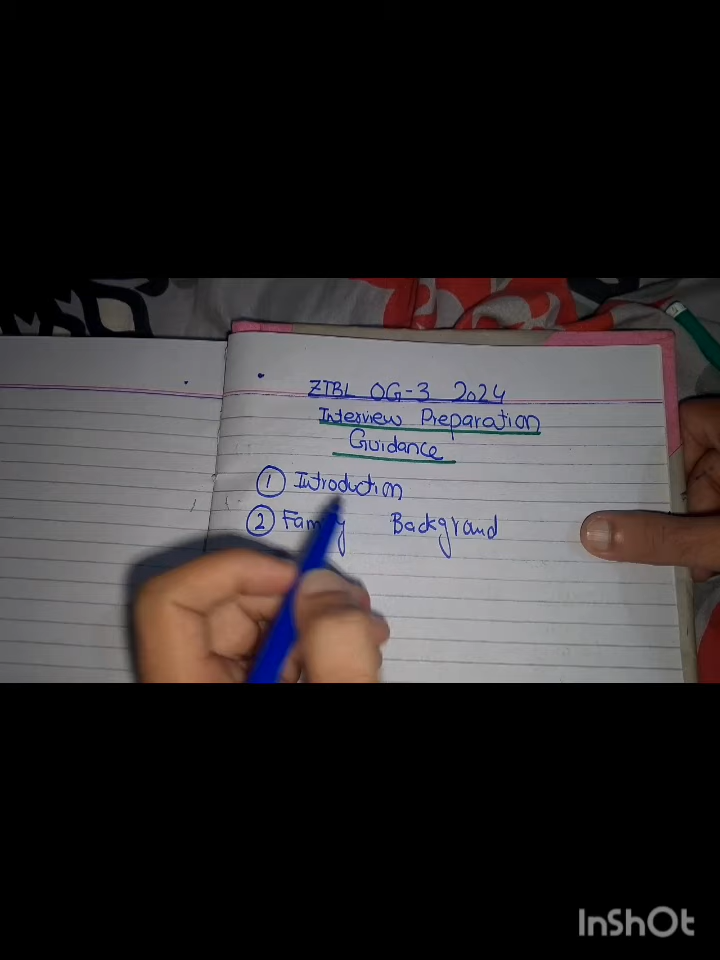 ZTBL OG-3 2024
Interview Preparation
Guidance
① Introduction
② Family Background
InShOt